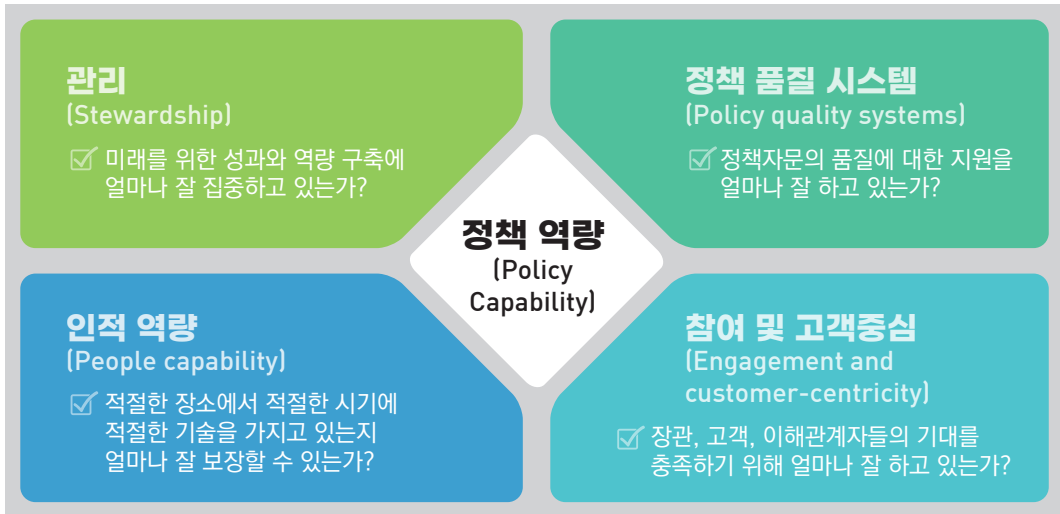 관리
(Stewardship)
미래를 위한 성과와 역량 구축에
얼마나 잘 집중하고 있는가?
정책 품질 시스템
(Policy quality systems)
정책자문의 품질에 대한 지원을
얼마나 잘 하고 있는가?
정책 역량
(Policy
Capability)
인적 역량
(People capability)
적절한 장소에서 적절한 시기에
적절한 기술을 가지고 있는지
얼마나 잘 보장할 수 있는가?
참여 및 고객중심
(Engagement and
customer-centricity)
장관, 고객, 이해관계자들의 기대를
충족하기 위해 얼마나 잘 하고 있는가?